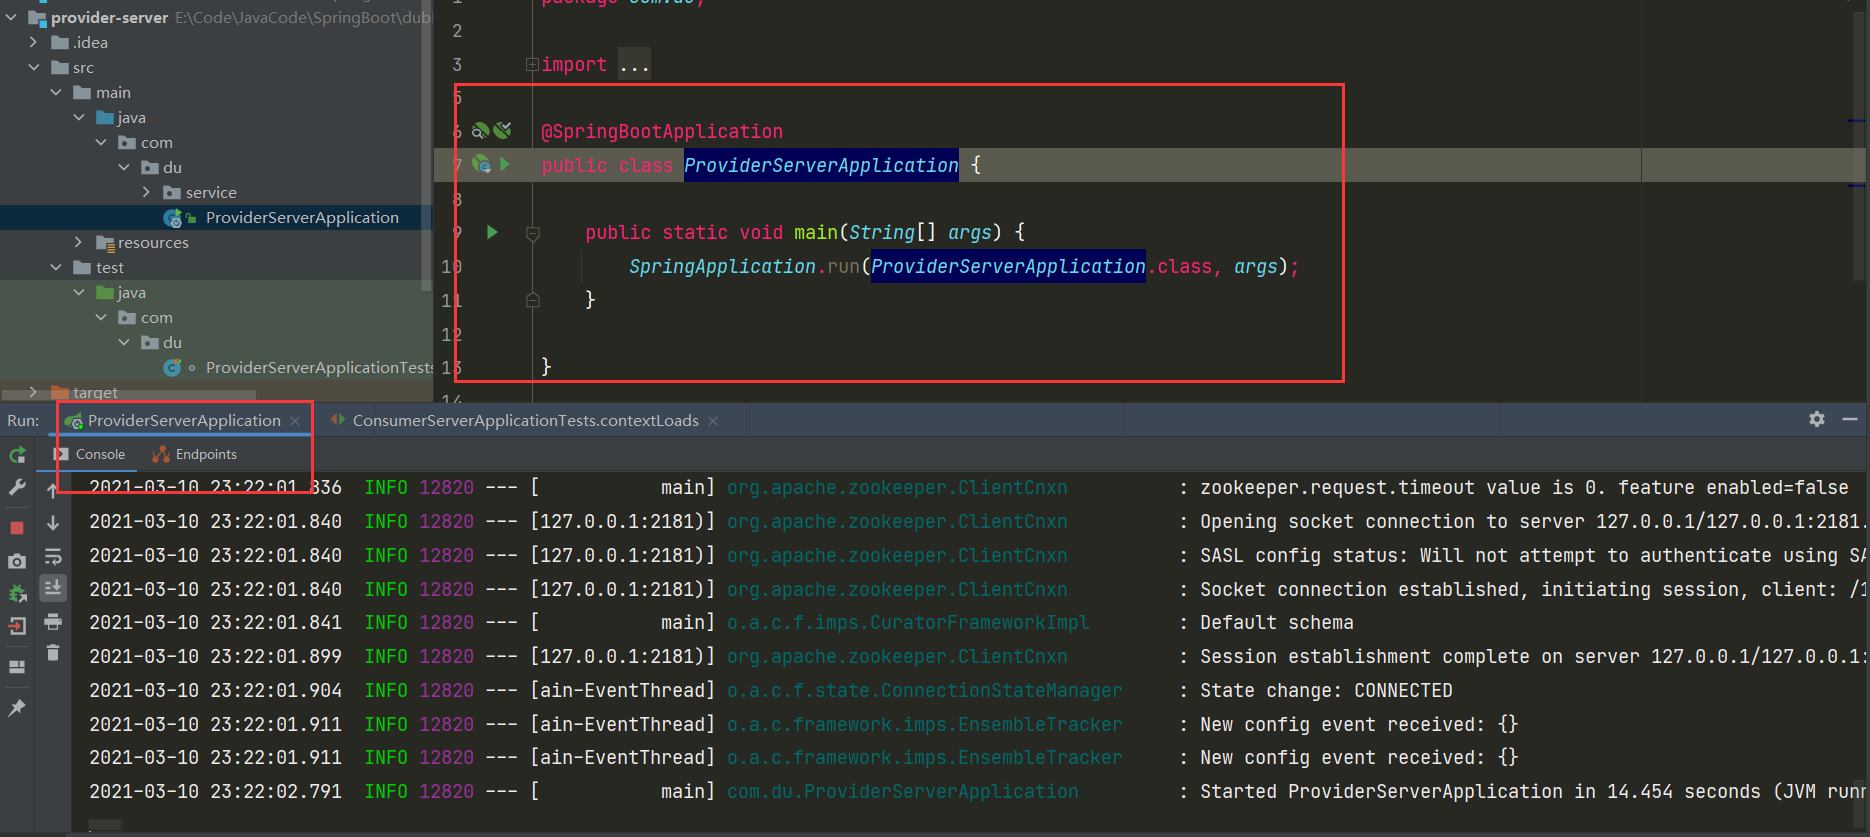 provider-server E:\Code\JavaCode\SpringBoot\dub
.idea
src
main
java
com
du
service
ProviderServerApplication
resources
test
java
com
du
ProviderServerApplicationTests
target
2
3 import ...
5
6 @SpringBootApplication
7 public class ProviderServerApplication {
8
9 public static void main(String[] args) {
10 SpringApplication.run(ProviderServerApplication.class, args);
11 }
12
13 }
14
Run: ProviderServerApplication ConsumerServerApplicationTests.contextLoads
Console Endpoints
2021-03-10 23:22:01.836 INFO 12820 --- [ main] org.apache.zookeeper.ClientCnxn : zookeeper.request.timeout value is 0. feature enabled=false
2021-03-10 23:22:01.840 INFO 12820 --- [127.0.0.1:2181)] org.apache.zookeeper.ClientCnxn : Opening socket connection to server 127.0.0.1/127.0.0.1:2181.
2021-03-10 23:22:01.840 INFO 12820 --- [127.0.0.1:2181)] org.apache.zookeeper.ClientCnxn : SASL config status: Will not attempt to authenticate using SA
2021-03-10 23:22:01.840 INFO 12820 --- [127.0.0.1:2181)] org.apache.zookeeper.ClientCnxn : Socket connection established, initiating session, client: /1
2021-03-10 23:22:01.841 INFO 12820 --- [ main] o.a.c.f.imps.CuratorFrameworkImpl : Default schema
2021-03-10 23:22:01.899 INFO 12820 --- [127.0.0.1:2181)] org.apache.zookeeper.ClientCnxn : Session establishment complete on server 127.0.0.1/127.0.0.1:
2021-03-10 23:22:01.904 INFO 12820 --- [ain-EventThread] o.a.c.f.state.ConnectionStateManager : State change: CONNECTED
2021-03-10 23:22:01.911 INFO 12820 --- [ain-EventThread] o.a.c.framework.imps.EnsembleTracker : New config event received: {}
2021-03-10 23:22:01.911 INFO 12820 --- [ain-EventThread] o.a.c.framework.imps.EnsembleTracker : New config event received: {}
2021-03-10 23:22:02.791 INFO 12820 --- [ main] com.du.ProviderServerApplication : Started ProviderServerApplication in 14.454 seconds (JVM runn